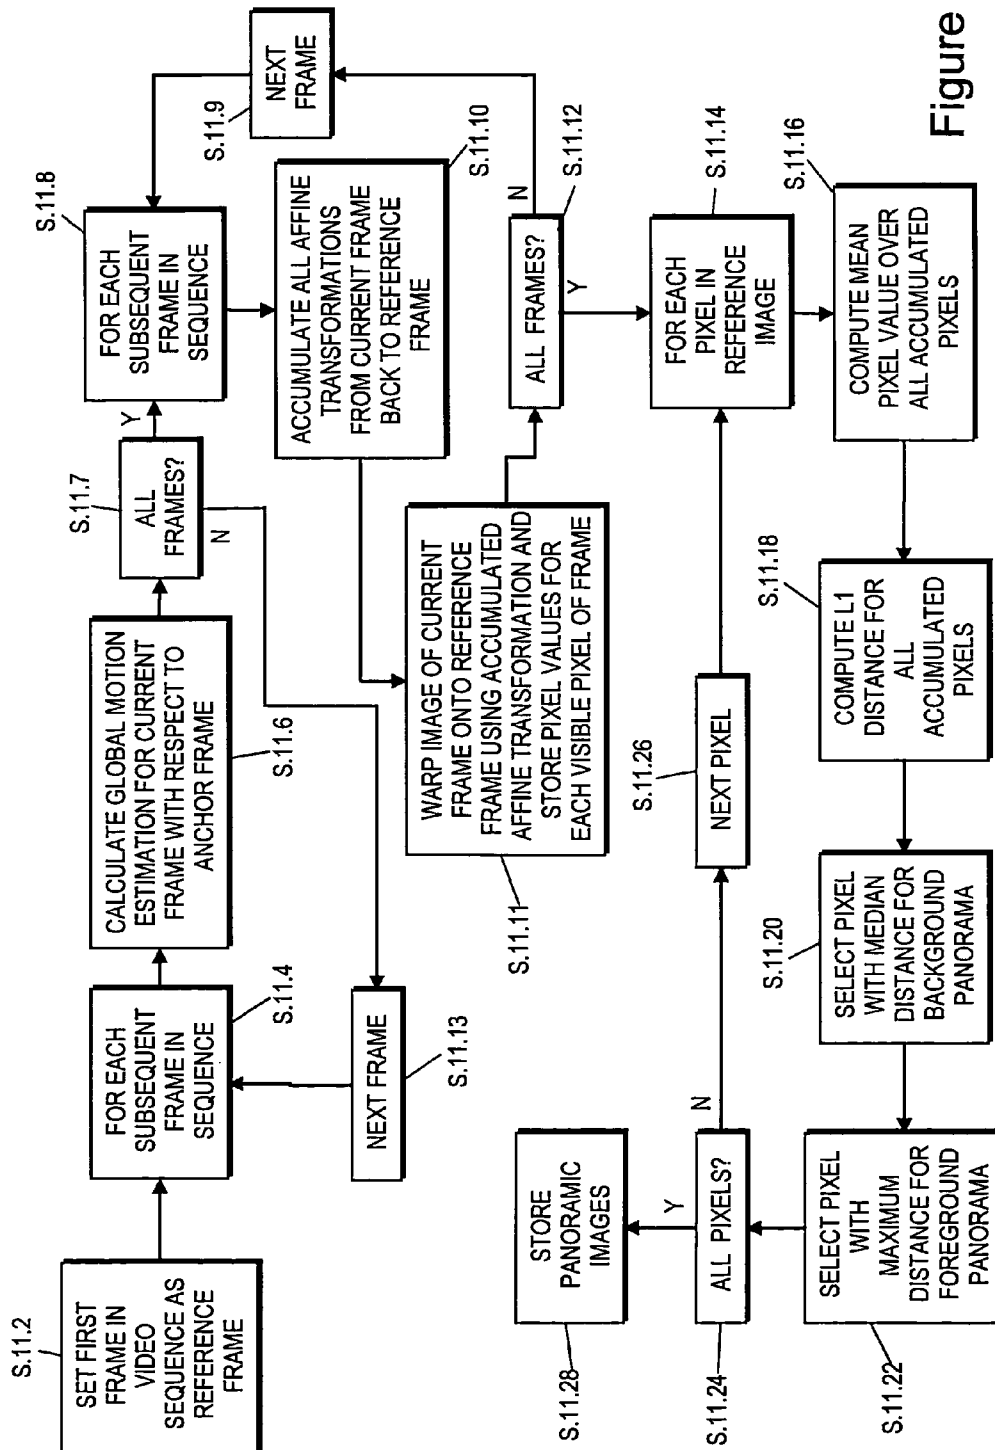 S.11.2
SET FIRST
FRAME IN
VIDEO
SEQUENCE AS
REFERENCE
FRAME
FOR EACH
SUBSEQUENT
FRAME IN
SEQUENCE
S.11.4
CALCULATE GLOBAL MOTION
ESTIMATION FOR CURRENT
FRAME WITH RESPECT TO
ANCHOR FRAME
S.11.6
S.11.7
ALL
FRAMES?
Y
N
NEXT FRAME
S.11.13
S.11.8
FOR EACH
SUBSEQUENT
FRAME IN
SEQUENCE
S.11.9
NEXT
FRAME
ACCUMULATE ALL AFFINE
TRANSFORMATIONS
FROM CURRENT FRAME
BACK TO REFERENCE
FRAME
S.11.10
WARP IMAGE OF CURRENT
FRAME ONTO REFERENCE
FRAME USING ACCUMULATED
AFFINE TRANSFORMATION AND
STORE PIXEL VALUES FOR
EACH VISIBLE PIXEL OF FRAME
S.11.11
ALL FRAMES?
S.11.12
N
Y
FOR EACH
PIXEL IN
REFERENCE
IMAGE
S.11.14
COMPUTE MEAN
PIXEL VALUE OVER
ALL ACCUMULATED
PIXELS
S.11.16
S.11.18
COMPUTE L1
DISTANCE FOR
ALL
ACCUMULATED
PIXELS
S.11.20
SELECT PIXEL
WITH MEDIAN
DISTANCE FOR
BACKGROUND
PANORAMA
SELECT PIXEL
WITH
MAXIMUM
DISTANCE FOR
FOREGROUND
PANORAMA
S.11.22
ALL PIXELS?
S.11.24
N
Y
NEXT PIXEL
S.11.26
STORE
PANORAMIC
IMAGES
S.11.28
Figure